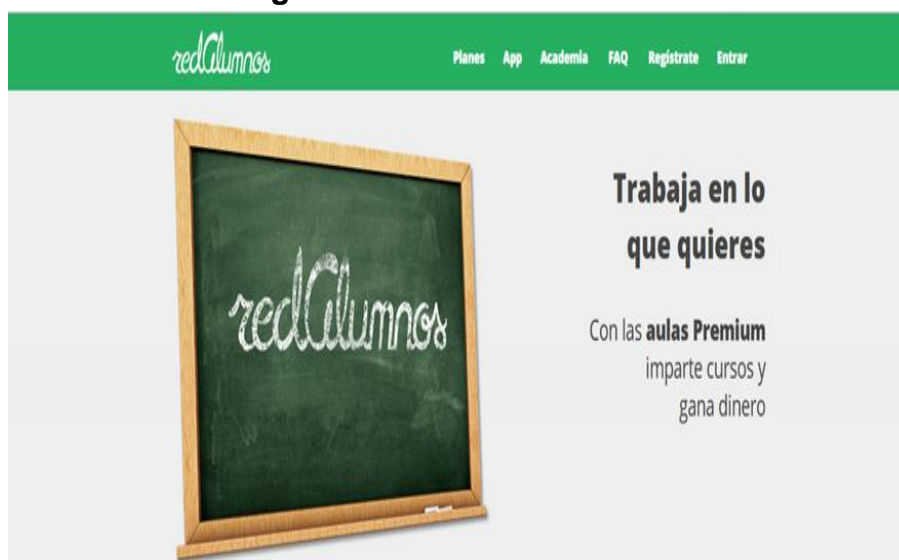 redAlumnos
Planes App Academia FAQ Regístrate Entrar
redAlumnos
Trabaja en lo
que quieres
Con las aulas Premium
imparte cursos y
gana dinero